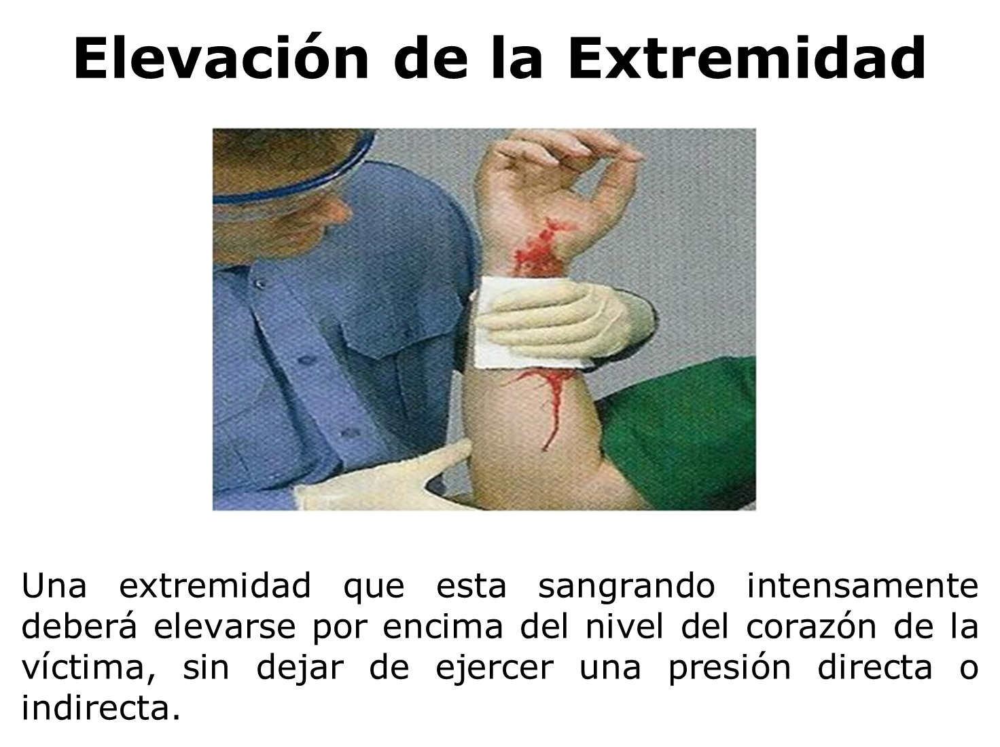 Elevación de la Extremidad
Una extremidad que esta sangrando intensamente
deberá elevarse por encima del nivel del corazón de la
víctima, sin dejar de ejercer una presión directa o
indirecta.